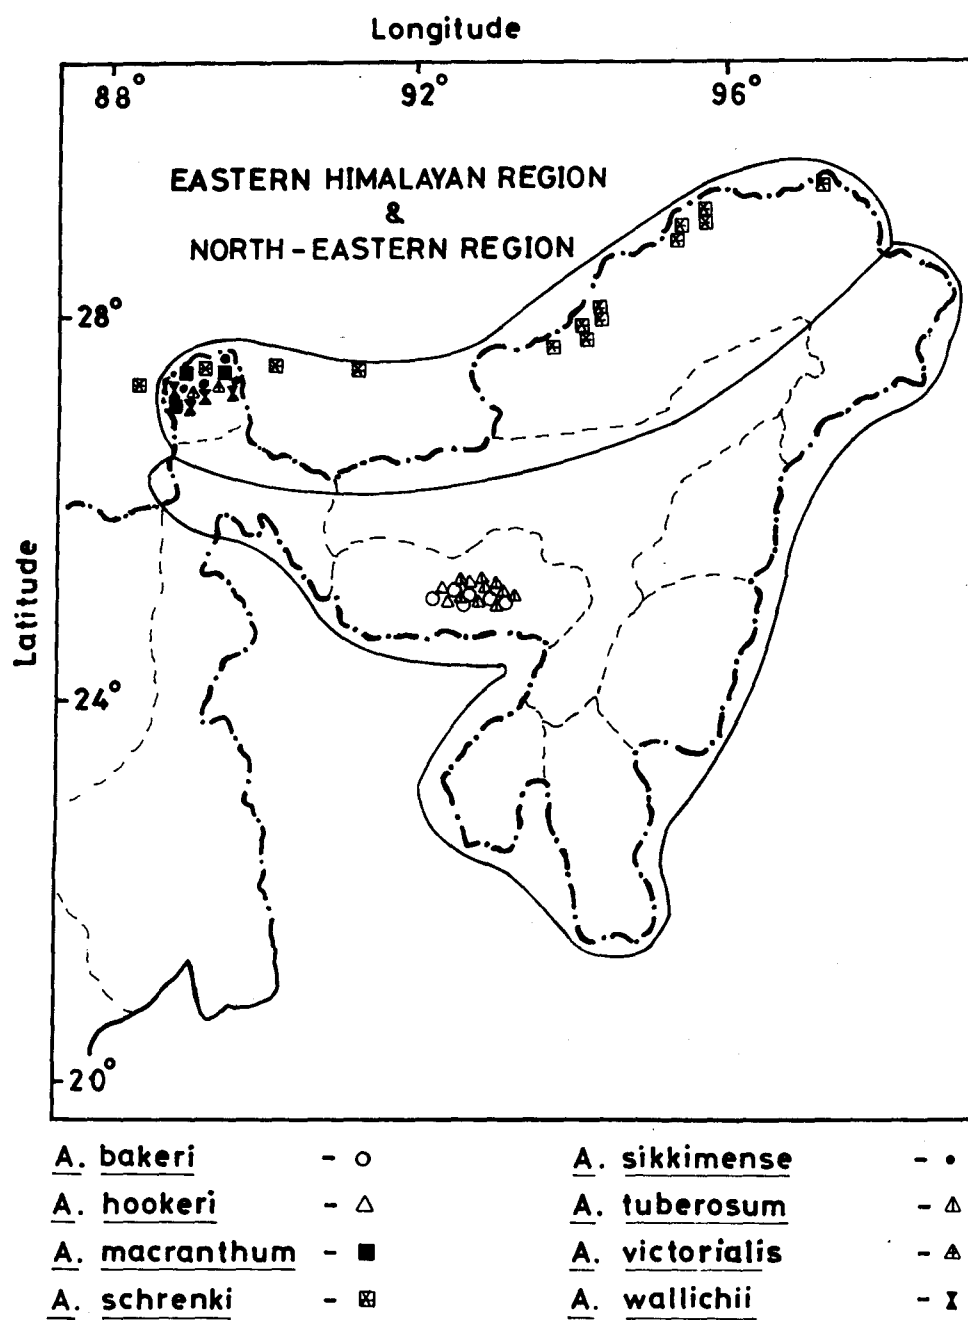 Longitude
88° 92° 96°
EASTERN HIMALAYAN REGION
&
NORTH-EASTERN REGION
28°
Latitude
24°
20°
A. bakeri - ○ A. sikkimense - •
A. hookeri - △ A. tuberosum - ⍋
A. macranthum - ■ A. victorialis - ⟁
A. schrenki - ⊠ A. wallichii - ⧗